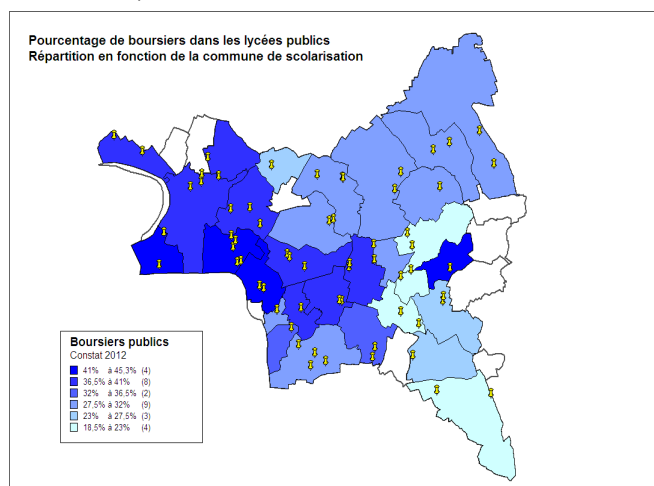 Pourcentage de boursiers dans les lycées publics
Répartition en fonction de la commune de scolarisation
Boursiers publics
Constat 2012
41% à 45.3% (4)
36.5% à 41% (8)
32% à 36.5% (2)
27.5% à 32% (9)
23% à 27.5% (3)
18.5% à 23% (4)